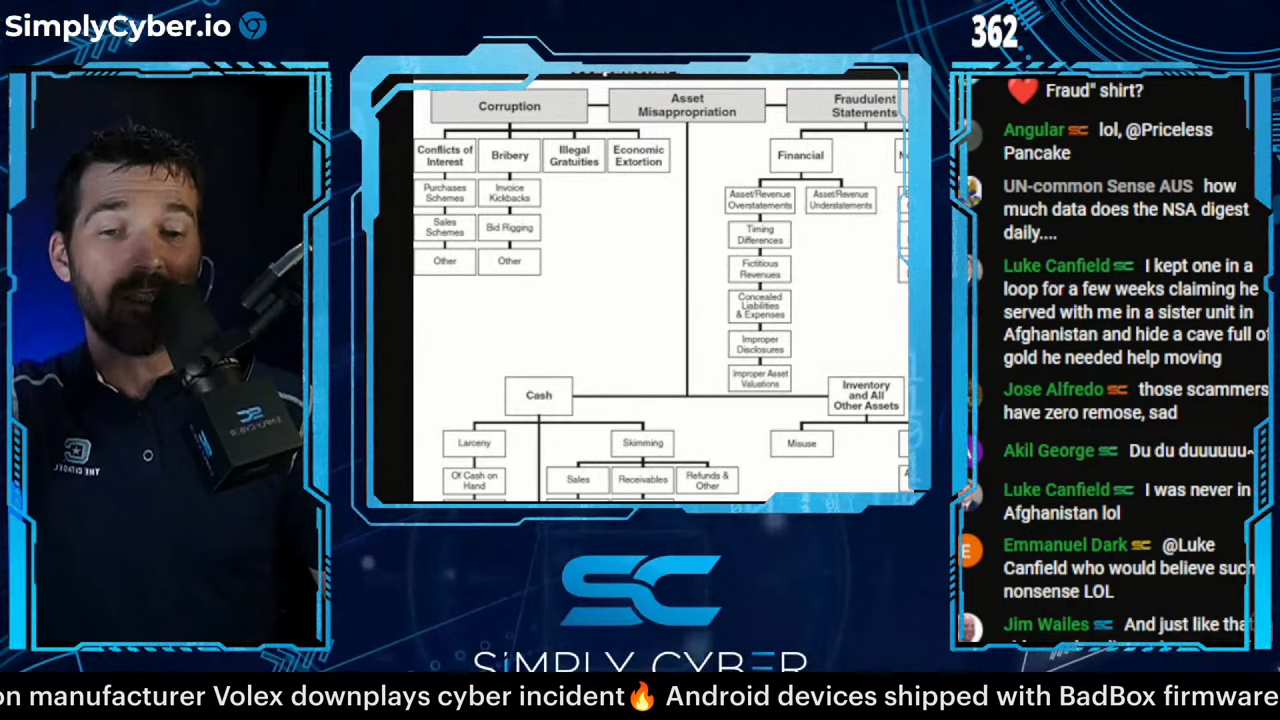 SimplyCyber.io
362
Corruption
Asset
Misappropriation
Fraudulent
Statements
Conflicts of
Interest
Bribery
Illegal
Gratuities
Economic
Extortion
Financial
Purchases
Schemes
Invoice
Kickbacks
Asset/Revenue
Overstatements
Asset/Revenue
Understatements
Sales
Schemes
Bid Rigging
Timing
Differences
Other
Other
Fictitious
Revenues
Concealed
Liabilities
& Expenses
Improper
Disclosures
Improper Asset
Valuations
Cash
Inventory
and All
Other Assets
Larceny
Skimming
Misuse
Of Cash on
Hand
Sales
Receivables
Refunds &
Other
Fraud" shirt?
Angular lol, @Priceless
Pancake
UN-common Sense AUS how
much data does the NSA digest
daily....
Luke Canfield I kept one in a
loop for a few weeks claiming he
served with me in a sister unit in
Afghanistan and hide a cave full of
gold he needed help moving
Jose Alfredo those scammers
have zero remose, sad
Akil George Du du duuuuu~
Luke Canfield I was never in
Afghanistan lol
Emmanuel Dark @Luke
Canfield who would believe such
nonsense LOL
Jim Wailes And just like that
THE CITADEL
SIMPLY CYBER
SC
SIMPLY CYBER
on manufacturer Volex downplays cyber incident🔥 Android devices shipped with BadBox firmware